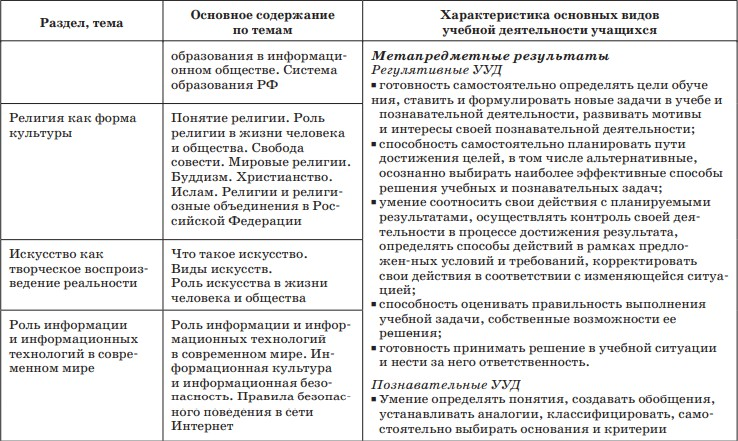 Раздел, тема
Основное содержание
по темам
Характеристика основных видов
учебной деятельности учащихся
образования в информаци-
онном обществе. Система
образования РФ
Религия как форма
культуры
Понятие религии. Роль
религии в жизни человека
и общества. Свобода
совести. Мировые религии.
Буддизм. Христианство.
Ислам. Религии и религи-
озные объединения в Рос-
сийской Федерации
Искусство как
творческое воспроиз-
ведение реальности
Что такое искусство.
Виды искусств.
Роль искусства в жизни
человека и общества
Роль информации
и информационных
технологий в совре-
менном мире
Роль информации и инфор-
мационных технологий
в современном мире. Ин-
формационная культура
и информационная безо-
пасность. Правила безопас-
ного поведения в сети
Интернет
Метапредметные результаты
Регулятивные УУД
▪ готовность самостоятельно определять цели обуче
ния, ставить и формулировать новые задачи в учебе и
познавательной деятельности, развивать мотивы
и интересы своей познавательной деятельности;
▪ способность самостоятельно планировать пути
достижения целей, в том числе альтернативные,
осознанно выбирать наиболее эффективные способы
решения учебных и познавательных задач;
▪ умение соотносить свои действия с планируемыми
результатами, осуществлять контроль своей дея-
тельности в процессе достижения результата,
определять способы действий в рамках предло-
жен-ных условий и требований, корректировать
свои действия в соответствии с изменяющейся ситуа-
цией;
▪ способность оценивать правильность выполнения
учебной задачи, собственные возможности ее
решения;
▪ готовность принимать решение в учебной ситуации
и нести за него ответственность.
Познавательные УУД
▪ Умение определять понятия, создавать обобщения,
устанавливать аналогии, классифицировать, само-
стоятельно выбирать основания и критерии